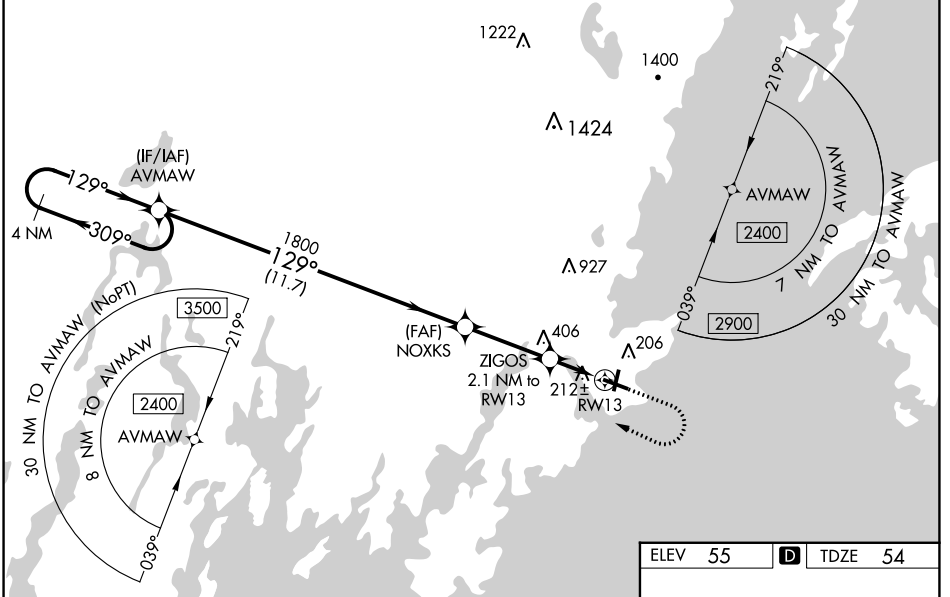 1222
1400
1424
219°
(IF/IAF)
AVMAW
129°
4 NM
309°
AVMAW
2400
7 NM TO AVMAW
30 NM TO AVMAW
039°
2900
1800
129°
(11.7)
927
(FAF)
NOXKS
406
206
ZIGOS
2.1 NM to
RW13
212±
RW13
3500
219°
30 NM TO AVMAW (NoPT)
8 NM TO AVMAW
2400
AVMAW
039°
ELEV 55 D TDZE 54